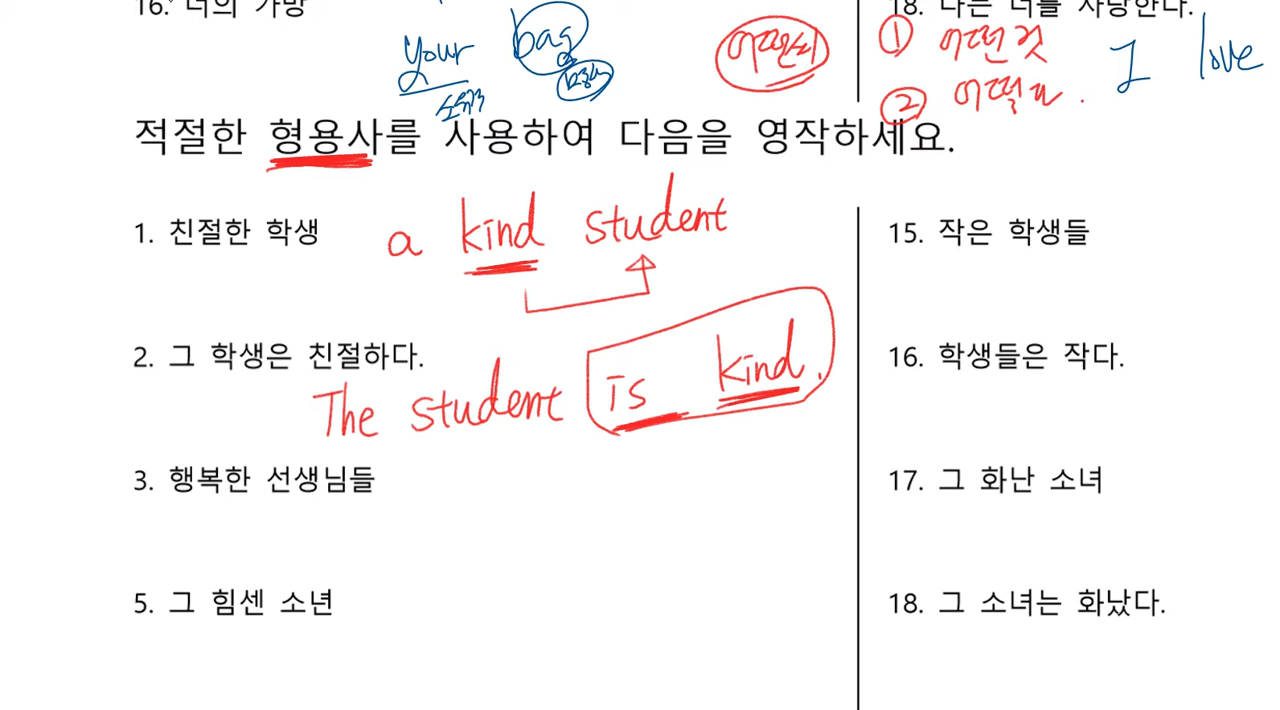 16. 너의 가방
your bag
소유격
18. 나는 너를 사랑한다.
① 어떤 것
② 어떻다.
I love
적절한 형용사를 사용하여 다음을 영작하세요.
1. 친절한 학생
a kind student
2. 그 학생은 친절하다.
The student is kind.
3. 행복한 선생님들
5. 그 힘센 소년
15. 작은 학생들
16. 학생들은 작다.
17. 그 화난 소녀
18. 그 소녀는 화났다.